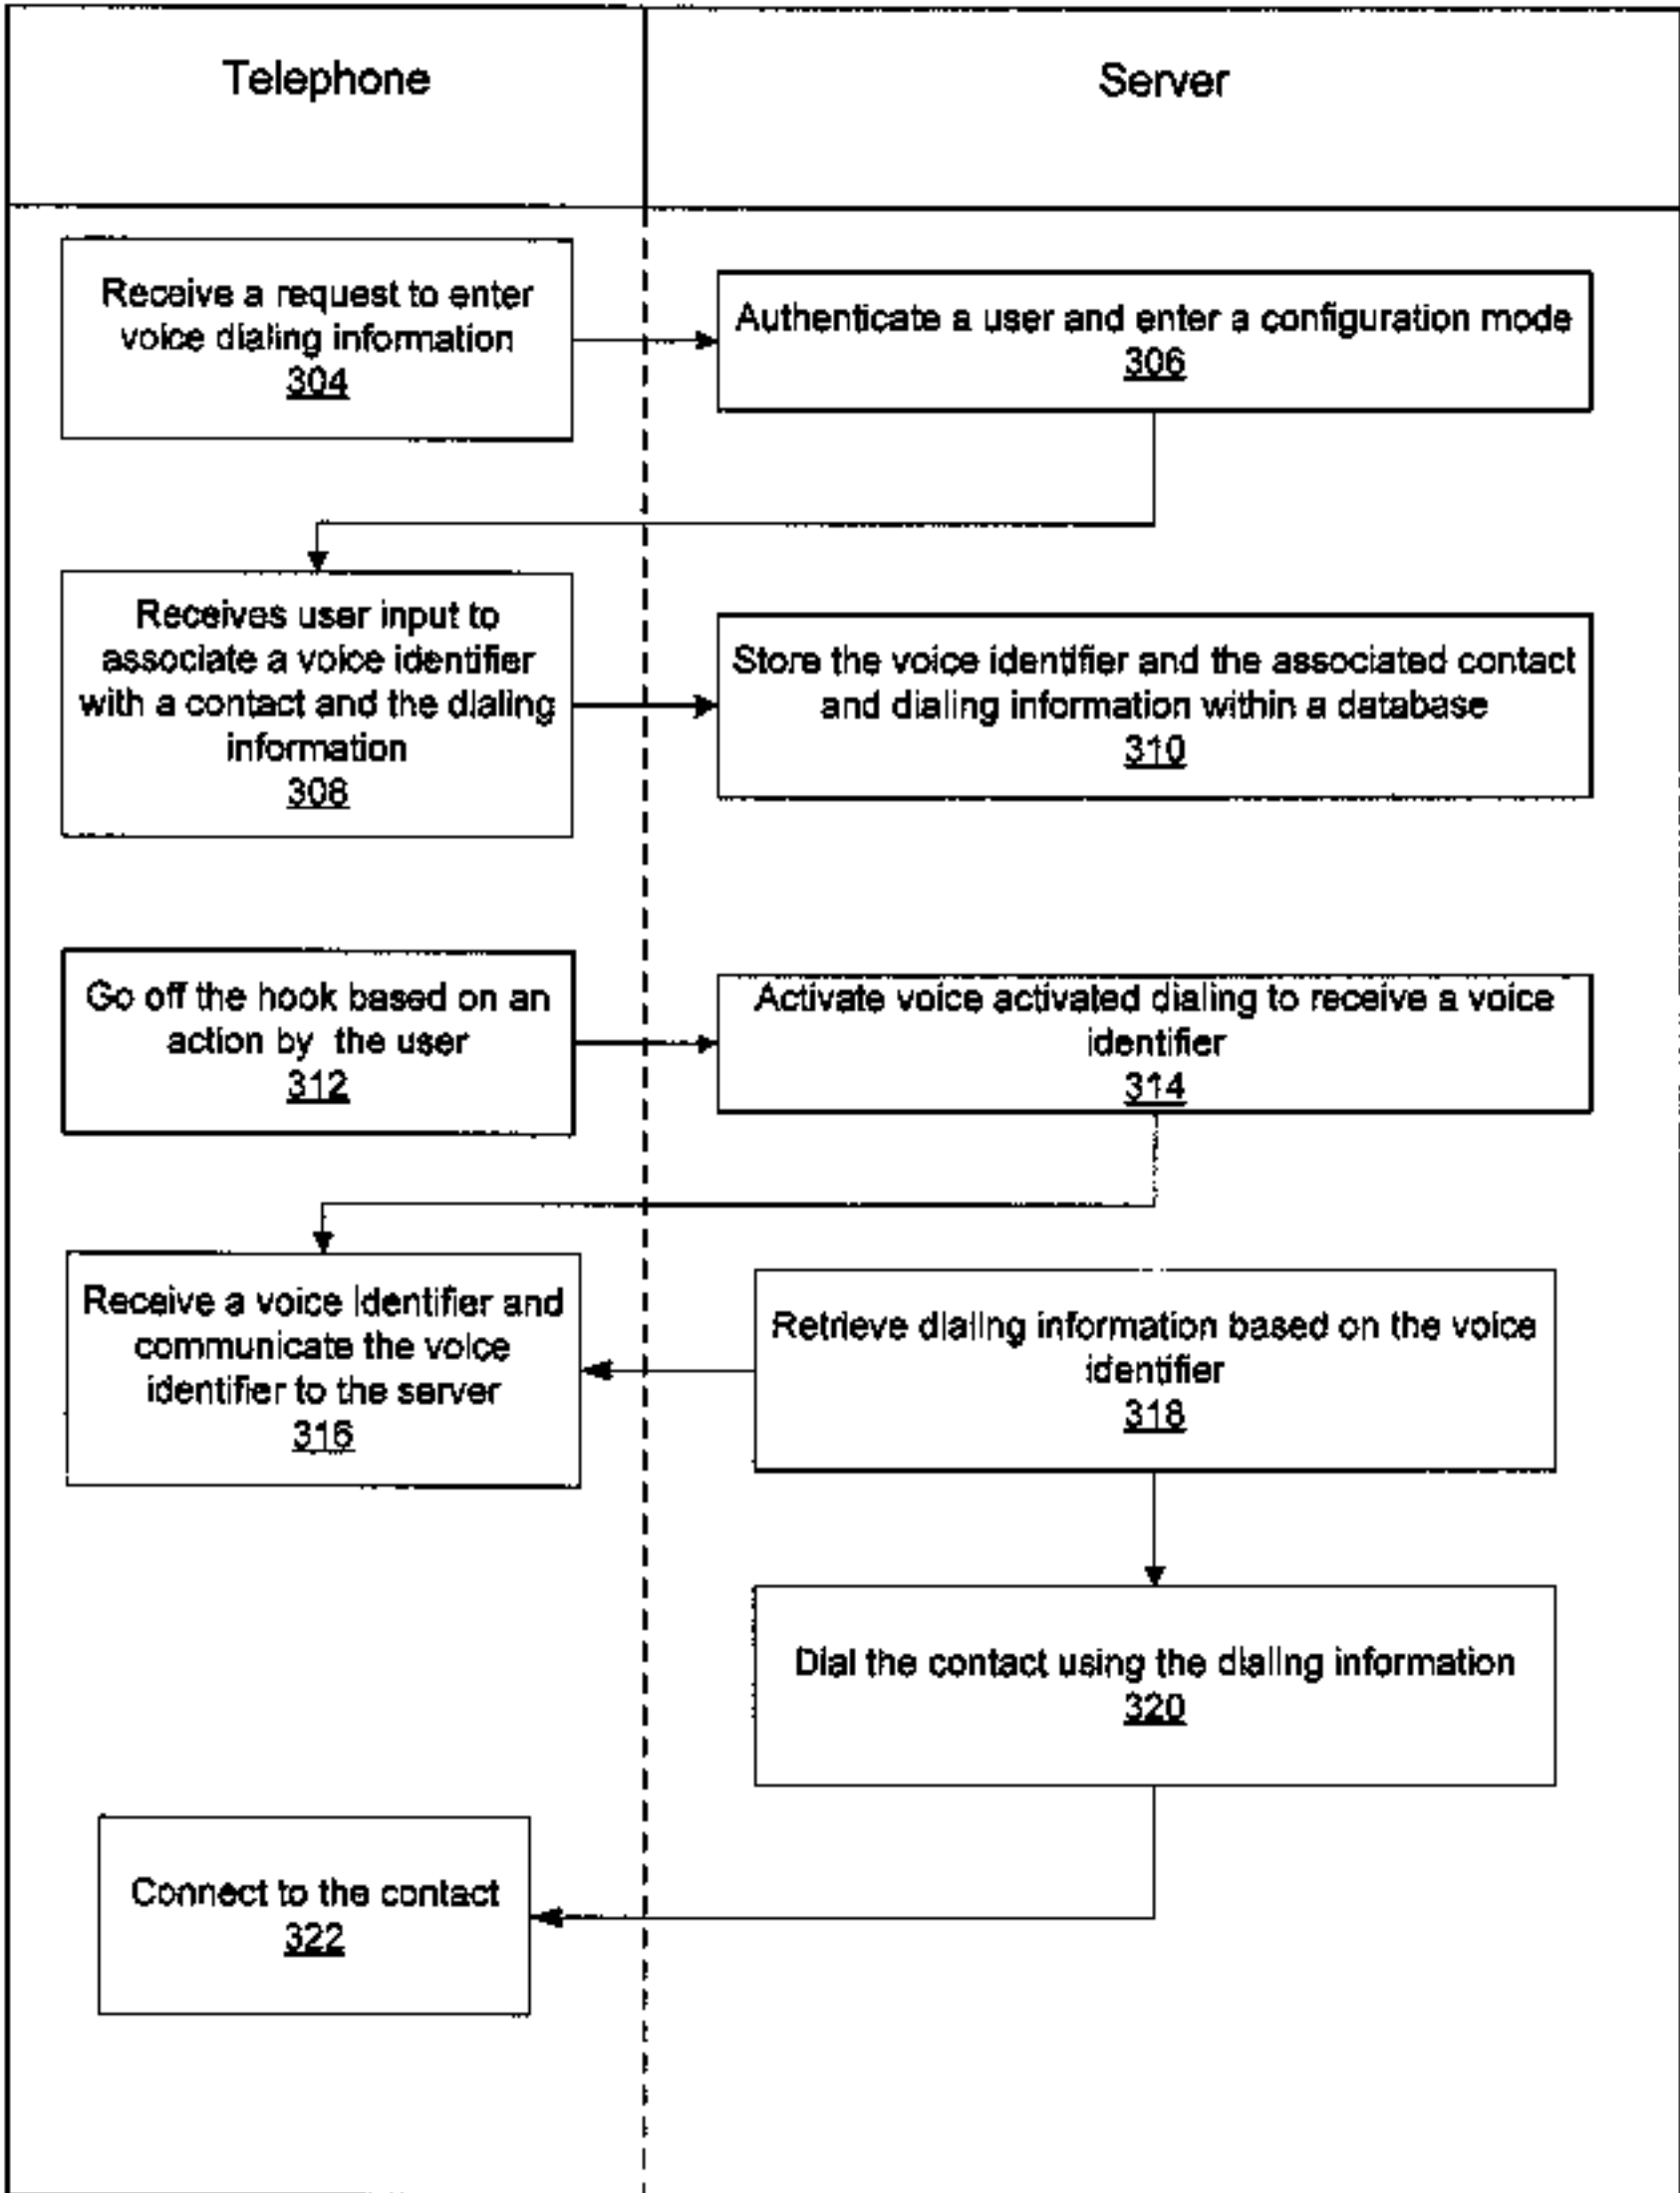 Telephone
Server
Receive a request to enter
voice dialing information
304
Authenticate a user and enter a configuration mode
306
Receives user input to
associate a voice identifier
with a contact and the dialing
information
308
Store the voice identifier and the associated contact
and dialing information within a database
310
Go off the hook based on an
action by the user
312
Activate voice activated dialing to receive a voice
identifier
314
Receive a voice identifier and
communicate the voice
identifier to the server
316
Retrieve dialing information based on the voice
identifier
318
Dial the contact using the dialing information
320
Connect to the contact
322